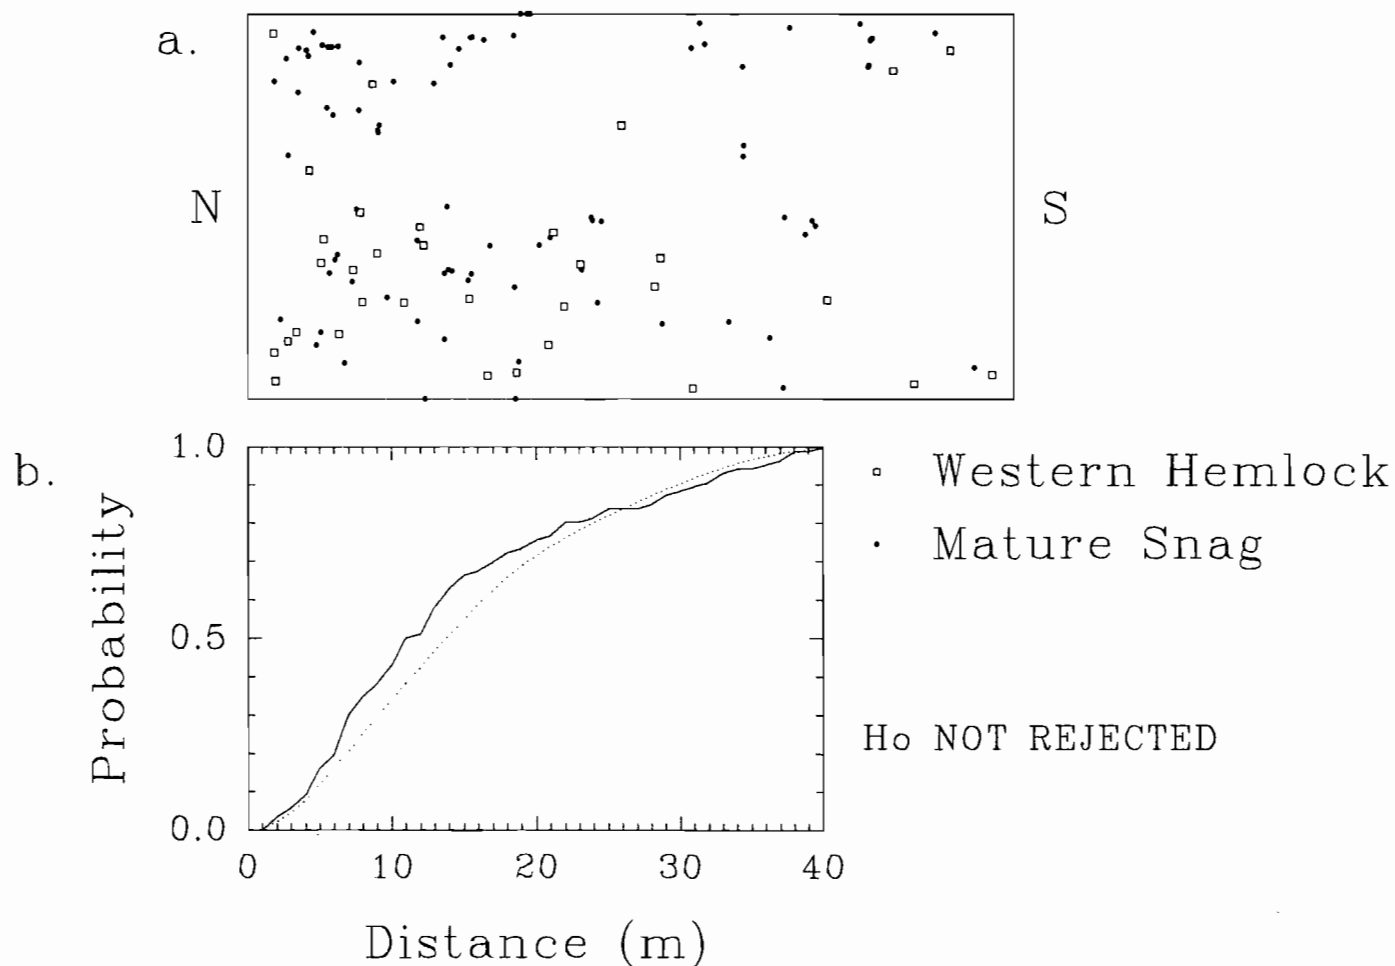 a.
N
S
b.
1.0
0.5
0.0
Probability
0 10 20 30 40
Distance (m)
Western Hemlock
Mature Snag
Ho NOT REJECTED